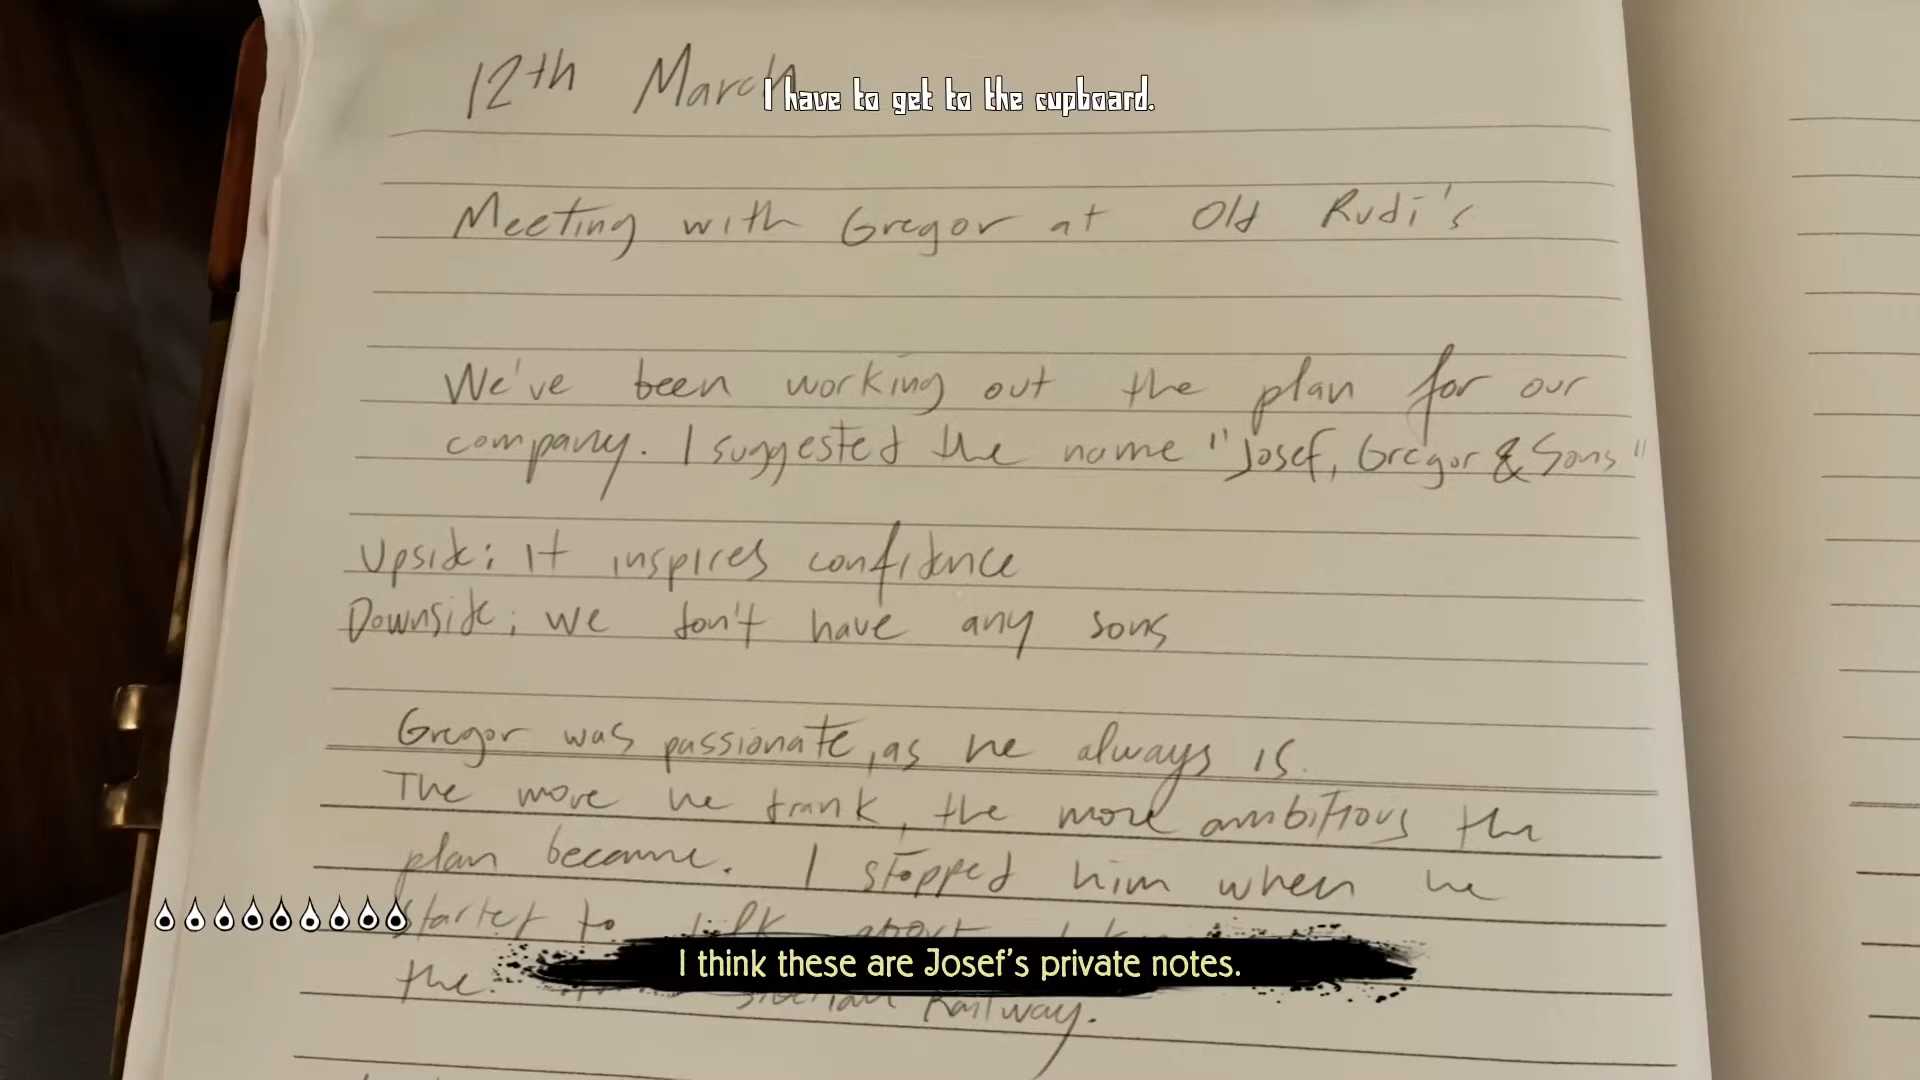 12th March
I have to get to the cupboard.
Meeting with Gregor at Old Rudi's
We've been working out the plan for our
company. I suggested the name "Josef, Gregor & Sons"
Upside: it inspires confidence
Downside: we don't have any sons
Gregor was passionate, as he always is.
The more he drank, the more ambitious the
plan became. I stopped him when he
started to talk about
I think these are Josef's private notes.
the Railway.